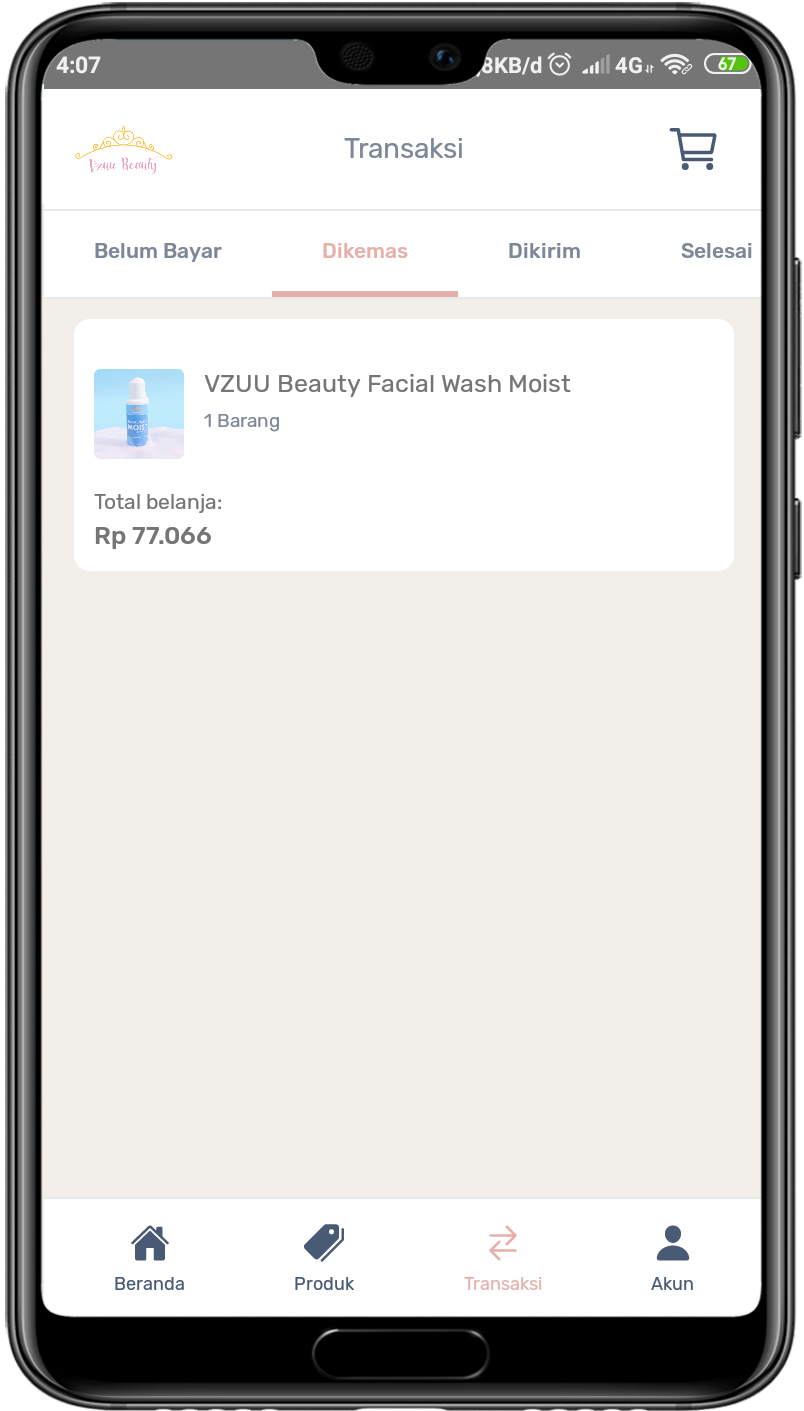 4:07
8KB/d 4G 67
Vzuu Beauty
Transaksi
Belum Bayar Dikemas Dikirim Selesai
VZUU Beauty Facial Wash Moist
1 Barang
MOIST
Total belanja:
Rp 77.066
Beranda Produk Transaksi Akun